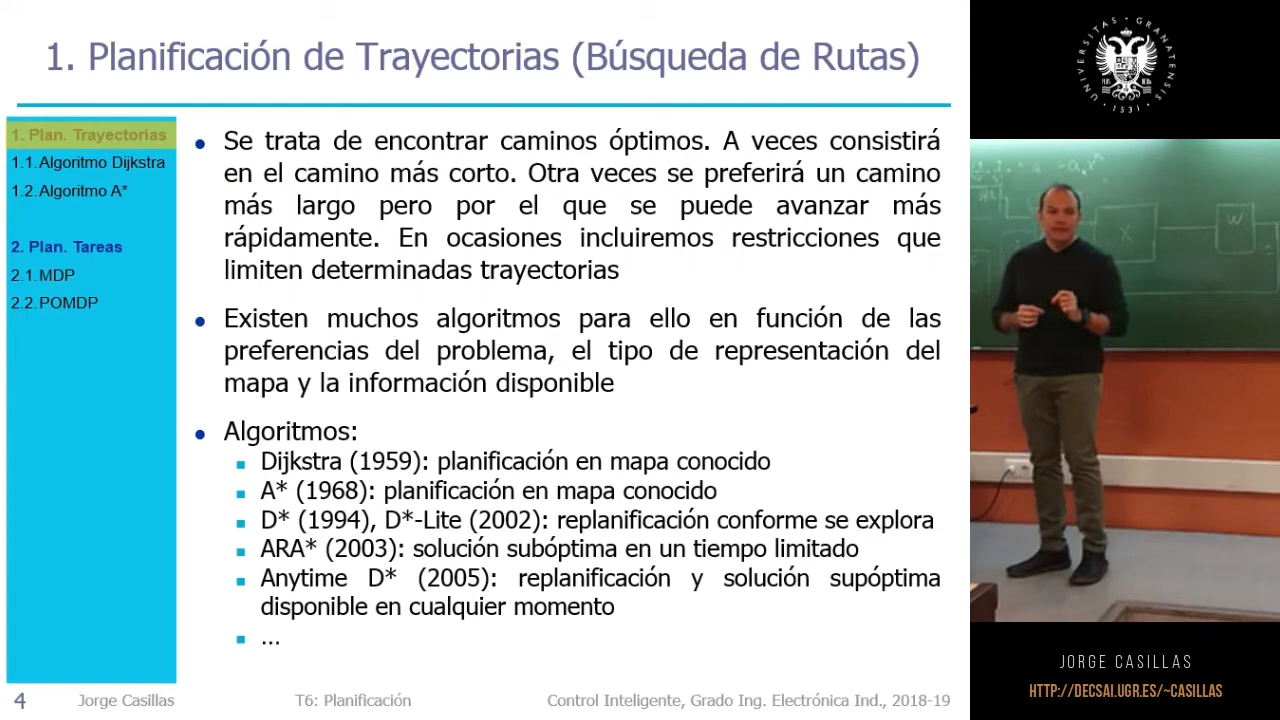 1. Planificación de Trayectorias (Búsqueda de Rutas)
1. Plan. Trayectorias
1.1. Algoritmo Dijkstra
1.2. Algoritmo A*
2. Plan. Tareas
2.1. MDP
2.2. POMDP
Se trata de encontrar caminos óptimos. A veces consistirá
en el camino más corto. Otra veces se preferirá un camino
más largo pero por el que se puede avanzar más
rápidamente. En ocasiones incluiremos restricciones que
limiten determinadas trayectorias
Existen muchos algoritmos para ello en función de las
preferencias del problema, el tipo de representación del
mapa y la información disponible
Algoritmos:
Dijkstra (1959): planificación en mapa conocido
A* (1968): planificación en mapa conocido
D* (1994), D*-Lite (2002): replanificación conforme se explora
ARA* (2003): solución subóptima en un tiempo limitado
Anytime D* (2005): replanificación y solución supóptima
disponible en cualquier momento
...
4
Jorge Casillas
T6: Planificación
Control Inteligente, Grado Ing. Electrónica Ind., 2018-19
UNIVERSITAS · GRANATENSIS
· 1531 ·
X
W
JORGE CASILLAS
HTTP://DECSAI.UGR.ES/~CASILLAS